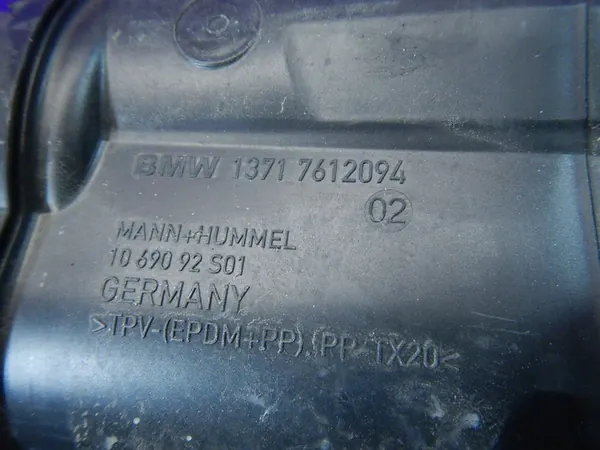 BMW 1371 7612094
02
MANN+HUMMEL
10 690 92 S01
GERMANY
>TPV-(EPDM+PP), PP-TX20<